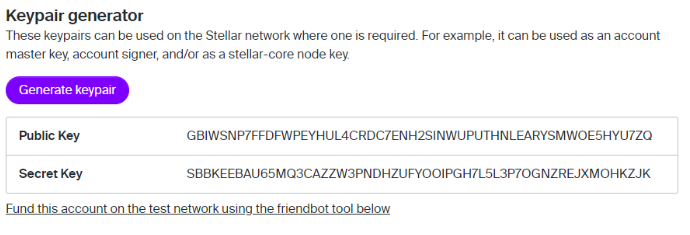 Keypair generator
These keypairs can be used on the Stellar network where one is required. For example, it can be used as an account
master key, account signer, and/or as a stellar-core node key.
Generate keypair
Public Key GBIWSNP7FFDFWPEYHUL4CRDC7ENH2SINWUPUTHNLEARYSMWOE5HYU7ZQ
Secret Key SBBKEEBAU65MQ3CAZZW3PNDHZUFYOOIPGH7L5L3P7OGNZREJXMOHKZJK
Fund this account on the test network using the friendbot tool below